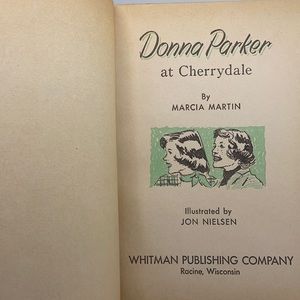 Donna Parker
at Cherrydale
By
MARCIA MARTIN
Illustrated by
JON NIELSEN
WHITMAN PUBLISHING COMPANY
Racine, Wisconsin